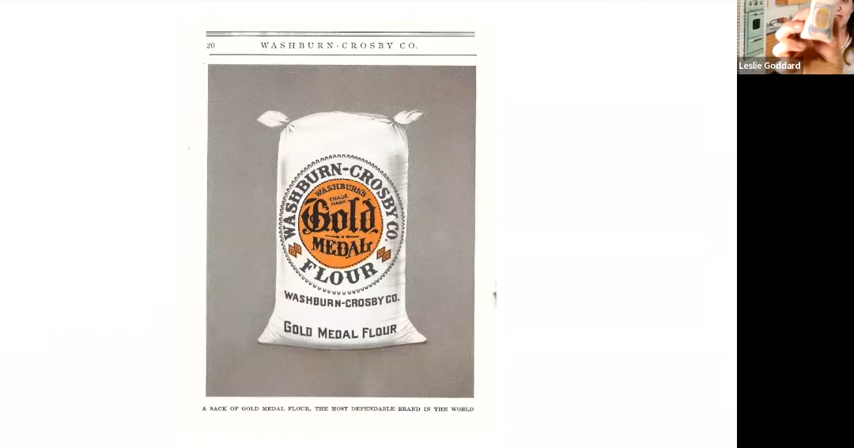 20 WASHBURN-CROSBY CO.
WASHBURN-CROSBY CO.
WASHBURN'S
TRADE
MARK
Gold
MEDAL
FLOUR
WASHBURN-CROSBY CO.
GOLD MEDAL FLOUR
A SACK OF GOLD MEDAL FLOUR, THE MOST DEPENDABLE BRAND IN THE WORLD
Leslie Goddard